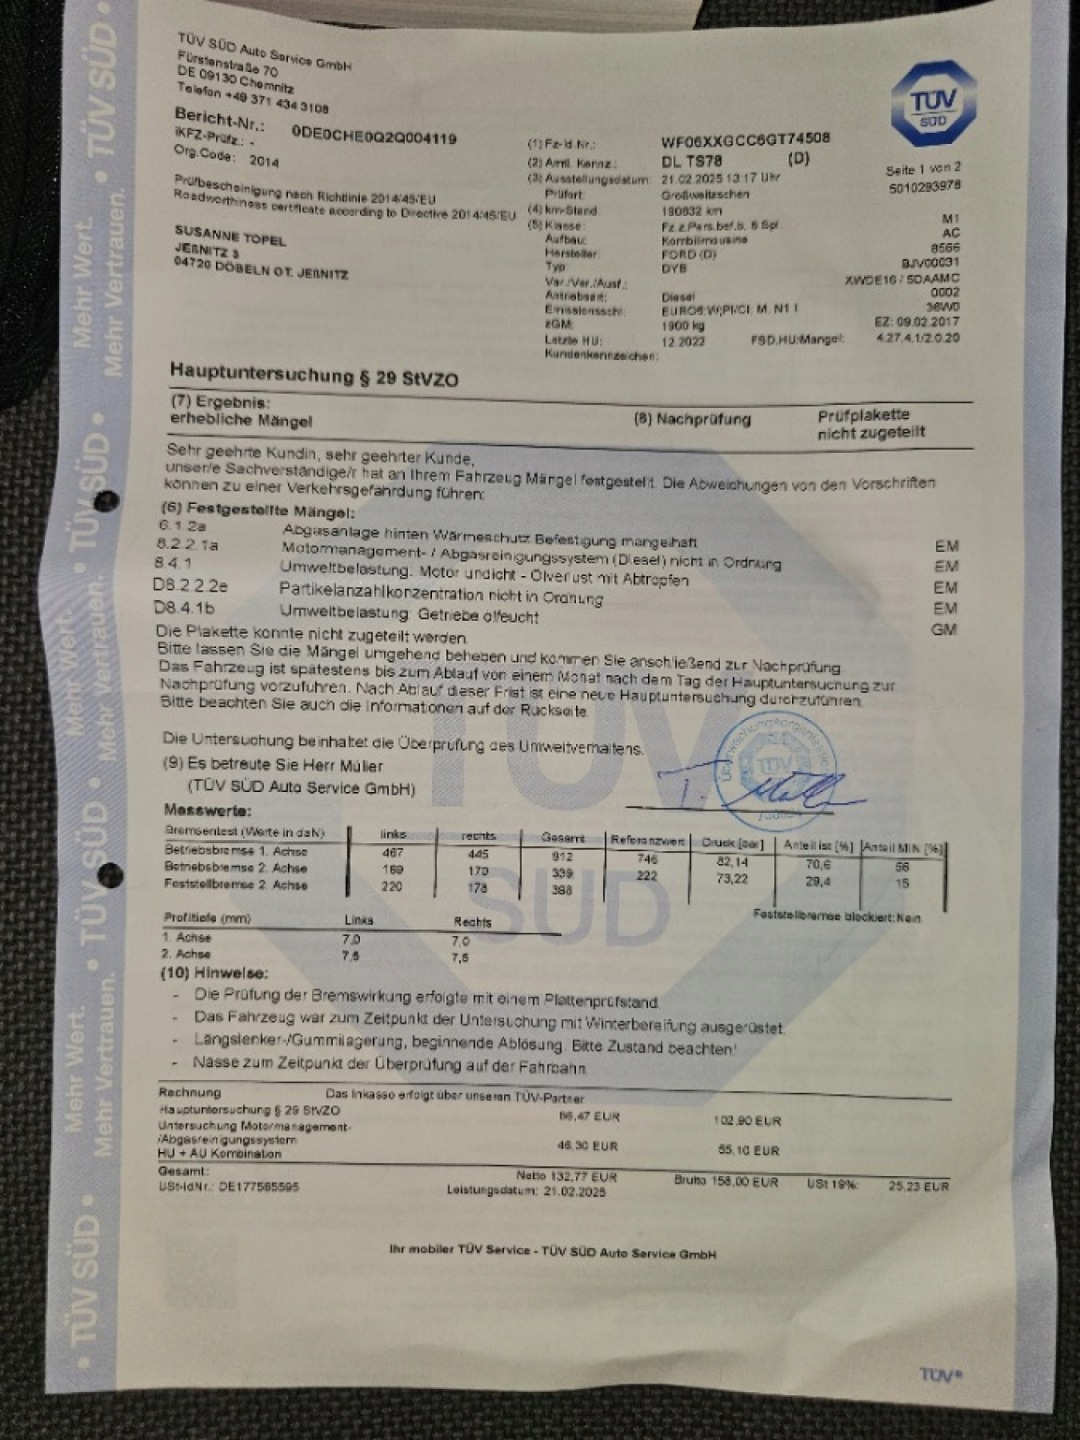 TÜV SÜD Auto Service GmbH
Fürstenstraße 70
DE 09130 Chemnitz
Telefon +49 371 434 3108
Bericht-Nr.: 0DE0CHE0Q2Q004119
iKFZ-Prüfz.: -
Org.Code: 2014
Prüfbescheinigung nach Richtlinie 2014/45/EU
Roadworthiness certificate according to Directive 2014/45/EU
SUSANNE TOPEL
JEßNITZ 3
04720 DÖBELN OT. JEßNITZ
TÜV
SÜD
Seite 1 von 2
5010293978
(1) Fz-Id.Nr.: WF06XXGCC6GT74508
(2) Amtl. Kennz.: DL TS78 (D)
(3) Ausstellungsdatum: 21.02.2025 13:17 Uhr
Prüfort: Großweitzschen
(4) km-Stand 190832 km
(5) Klasse: Fz.z.Pers.bef.b. 8 Spl. M1
Aufbau: Kombilimousine AC
Hersteller: FORD (D) 8566
Typ DYB BJV00031
Var./Ver./Ausf.: XWDE16 / 5DAAMC
Antriebsart: Diesel 0002
Emissionsschl.: EURO6;W;PI/CI; M, N1 I 36W0
zGM: 1900 kg EZ: 09.02.2017
Letzte HU: 12.2022 FSD.HU:Mangel: 4.27.4.1/2.0.20
Kundenkennzeichen:
Hauptuntersuchung § 29 StVZO
(7) Ergebnis:
erhebliche Mängel
(8) Nachprüfung
Prüfplakette
nicht zugeteilt
Sehr geehrte Kundin, sehr geehrter Kunde,
unser/e Sachverständige/r hat an Ihrem Fahrzeug Mängel festgestellt. Die Abweichungen von den Vorschriften
können zu einer Verkehrsgefährdung führen:
(6) Festgestellte Mängel:
6.1.2a Abgasanlage hinten Wärmeschutz Befestigung mangelhaft EM
8.2.2.1a Motormanagement- / Abgasreinigungssystem (Diesel) nicht in Ordnung EM
8.4.1 Umweltbelastung: Motor undicht - Ölverlust mit Abtropfen EM
D8.2.2.2e Partikelanzahlkonzentration nicht in Ordnung EM
D8.4.1b Umweltbelastung: Getriebe ölfeucht GM
Die Plakette konnte nicht zugeteilt werden.
Bitte lassen Sie die Mängel umgehend beheben und kommen Sie anschließend zur Nachprüfung.
Das Fahrzeug ist spätestens bis zum Ablauf von einem Monat nach dem Tag der Hauptuntersuchung zur
Nachprüfung vorzuführen. Nach Ablauf dieser Frist ist eine neue Hauptuntersuchung durchzuführen.
Bitte beachten Sie auch die Informationen auf der Rückseite.
Die Untersuchung beinhaltet die Überprüfung des Umweltverhaltens.
(9) Es betreute Sie Herr Müller
(TÜV SÜD Auto Service GmbH)
Messwerte:
Bremsentest (Werte in daN) links rechts Gesamt Referenzwert Druck [bar] Anteil ist [%] Anteil MIN [%]
Betriebsbremse 1. Achse 467 445 912 746 82,14 70,6 56
Betriebsbremse 2. Achse 169 170 339 222 73,22 29,4 15
Feststellbremse 2. Achse 220 178 398
Feststellbremse blockiert: Nein
Profiltiefe (mm) Links Rechts
1. Achse 7,0 7,0
2. Achse 7,5 7,5
(10) Hinweise:
- Die Prüfung der Bremswirkung erfolgte mit einem Plattenprüfstand.
- Das Fahrzeug war zum Zeitpunkt der Untersuchung mit Winterbereifung ausgerüstet.
- Längslenker-/Gummilagerung, beginnende Ablösung. Bitte Zustand beachten!
- Nässe zum Zeitpunkt der Überprüfung auf der Fahrbahn.
Rechnung Das Inkasso erfolgt über unseren TÜV-Partner
Hauptuntersuchung § 29 StVZO 86,47 EUR 102,90 EUR
Untersuchung Motormanagement-
/Abgasreinigungssystem 46,30 EUR 55,10 EUR
HU + AU Kombination
Gesamt: Netto 132,77 EUR Brutto 158,00 EUR USt 19%: 25,23 EUR
USt-IdNr.: DE177565595 Leistungsdatum: 21.02.2025
Ihr mobiler TÜV Service - TÜV SÜD Auto Service GmbH
TÜV®
Mehr Wert.
Mehr Vertrauen.
TÜV SÜD